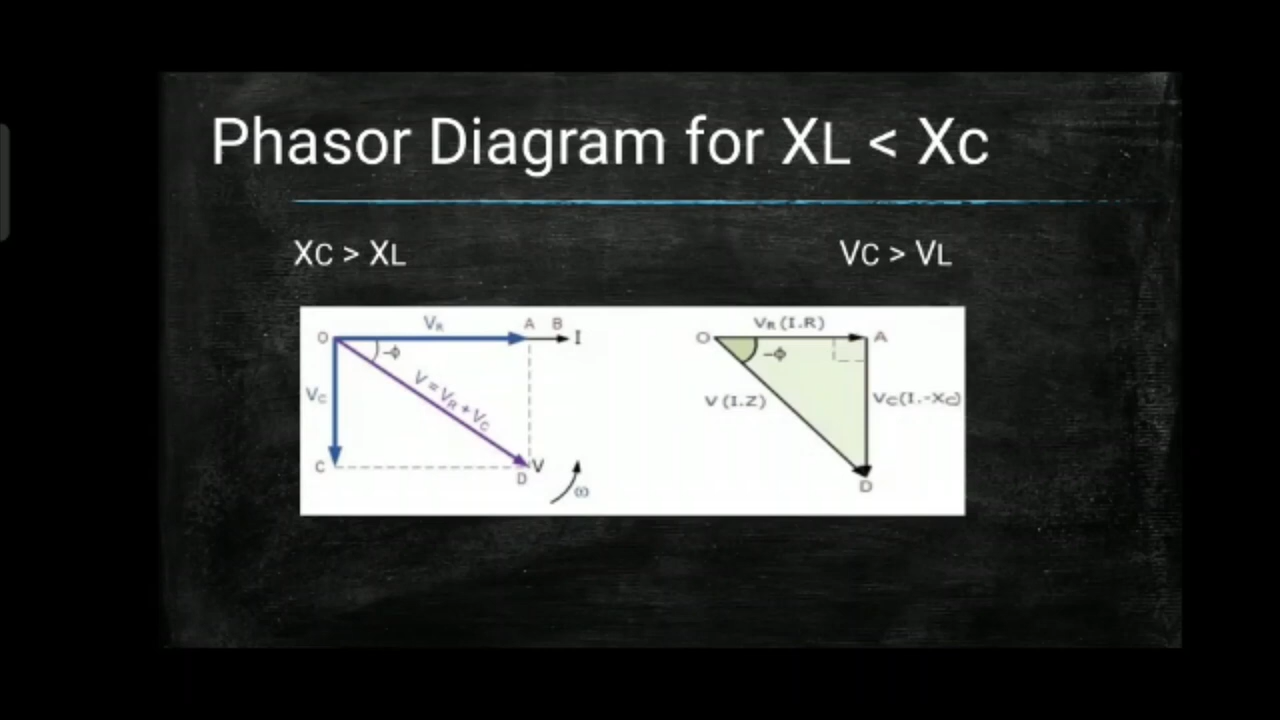 Phasor Diagram for XL < Xc
Xc > XL
Vc > VL
O VR A B I
-ϕ
VC
V = VR + VC
C
V
D
ω
VR (I.R)
O A
-ϕ
V (I.Z)
VC(I.-XC)
D